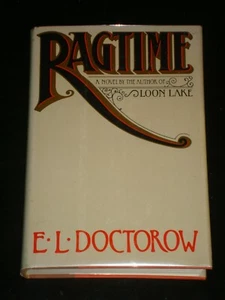 RAGTIME
A NOVEL BY THE AUTHOR OF
LOON LAKE
E·L·DOCTOROW